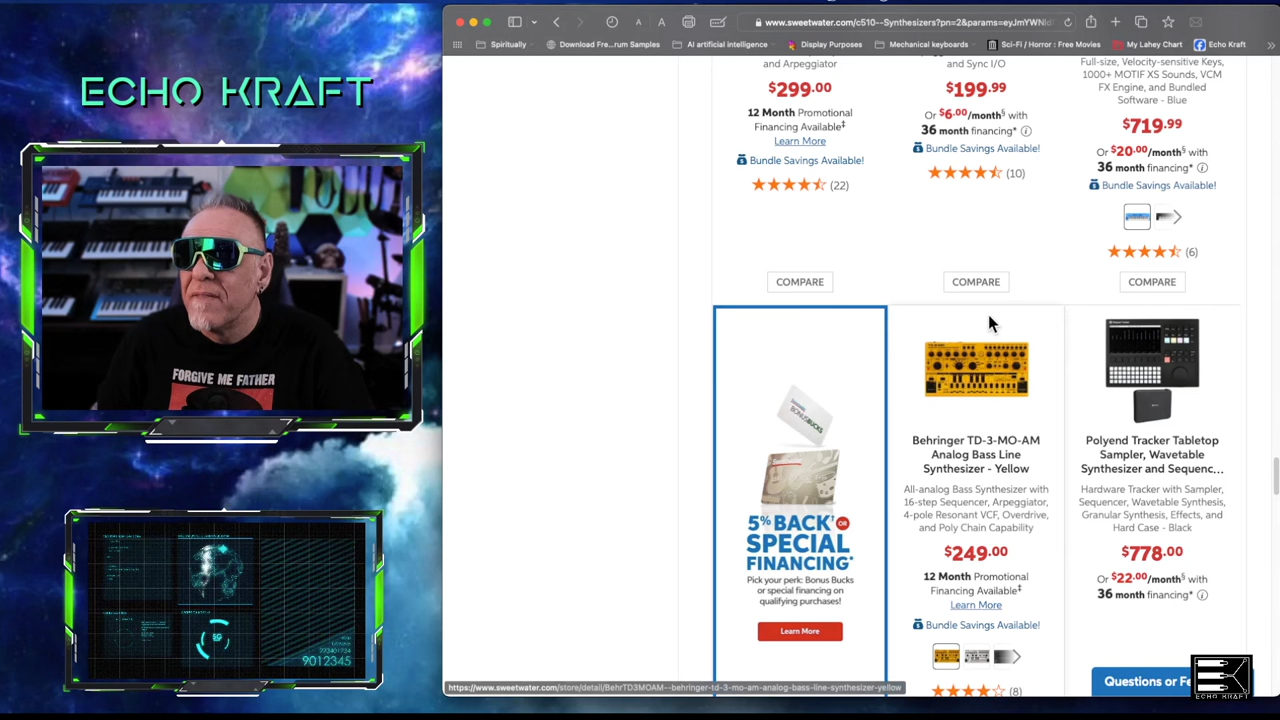 ECHO KRAFT
FORGIVE ME FATHER
www.sweetwater.com/c510--Synthesizers?pn=2&params=eyJmYWNl
Spiritually
Download Fre...rum Samples
AI artificial intelligence
Display Purposes
Mechanical keyboards
Sci-Fi / Horror : Free Movies
My Lahey Chart
Echo Kraft
A A
and Arpeggiator
$299.00
12 Month Promotional
Financing Available‡
Learn More
Bundle Savings Available!
(22)
COMPARE
and Sync I/O
$199.99
Or $6.00/month§ with
36 month financing*
Bundle Savings Available!
(10)
COMPARE
Full-size, Velocity-sensitive Keys,
1000+ MOTIF XS Sounds, VCM
FX Engine, and Bundled
Software - Blue
$719.99
Or $20.00/month§ with
36 month financing*
Bundle Savings Available!
(6)
COMPARE
BONUSBUCKS
5% BACK† OR
SPECIAL
FINANCING*
Pick your perk: Bonus Bucks
or special financing on
qualifying purchases!
Learn More
Behringer TD-3-MO-AM
Analog Bass Line
Synthesizer - Yellow
All-analog Bass Synthesizer with
16-step Sequencer, Arpeggiator,
4-pole Resonant VCF, Overdrive,
and Poly Chain Capability
$249.00
12 Month Promotional
Financing Available‡
Learn More
Bundle Savings Available!
(8)
Polyend Tracker Tabletop
Sampler, Wavetable
Synthesizer and Sequenc...
Hardware Tracker with Sampler,
Sequencer, Wavetable Synthesis,
Granular Synthesis, Effects, and
Hard Case - Black
$778.00
Or $22.00/month§ with
36 month financing*
Questions or Fe
ECHO KRAFT
https://www.sweetwater.com/store/detail/BehrTD3MOAM--behringer-td-3-mo-am-analog-bass-line-synthesizer-yellow
9012345